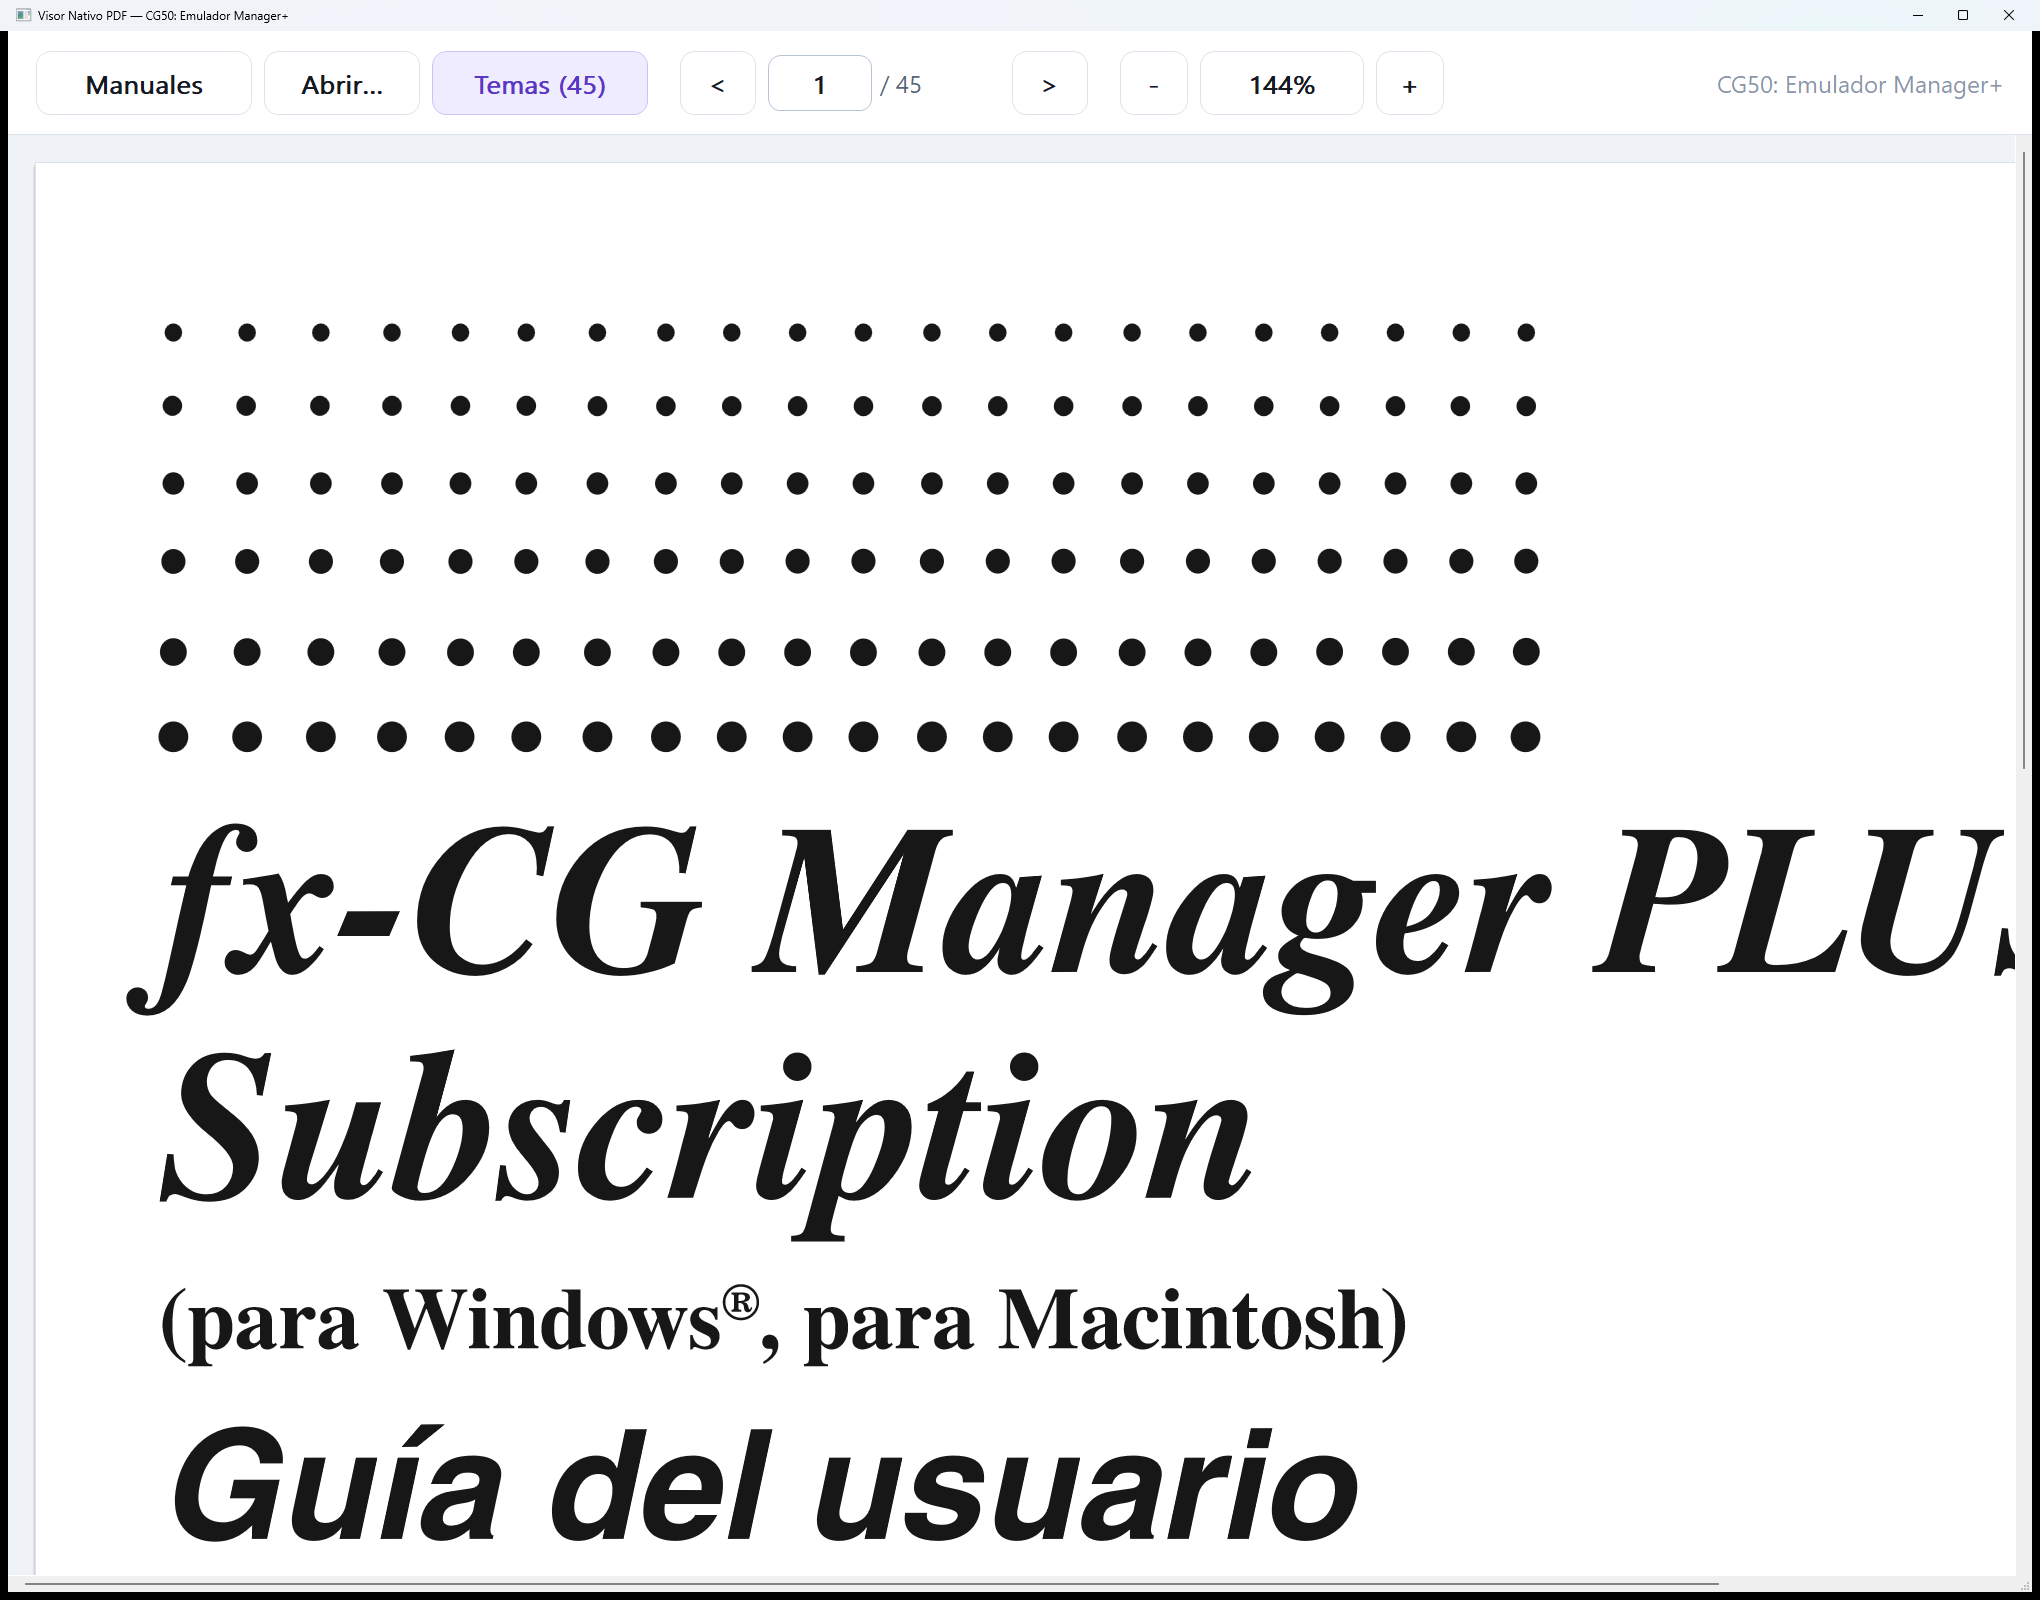 Visor Nativo PDF — CG50: Emulador Manager+
Manuales Abrir... Temas (45) < 1 / 45 > - 144% + CG50: Emulador Manager+
fx-CG Manager PLUS
Subscription
(para Windows®, para Macintosh)
Guía del usuario